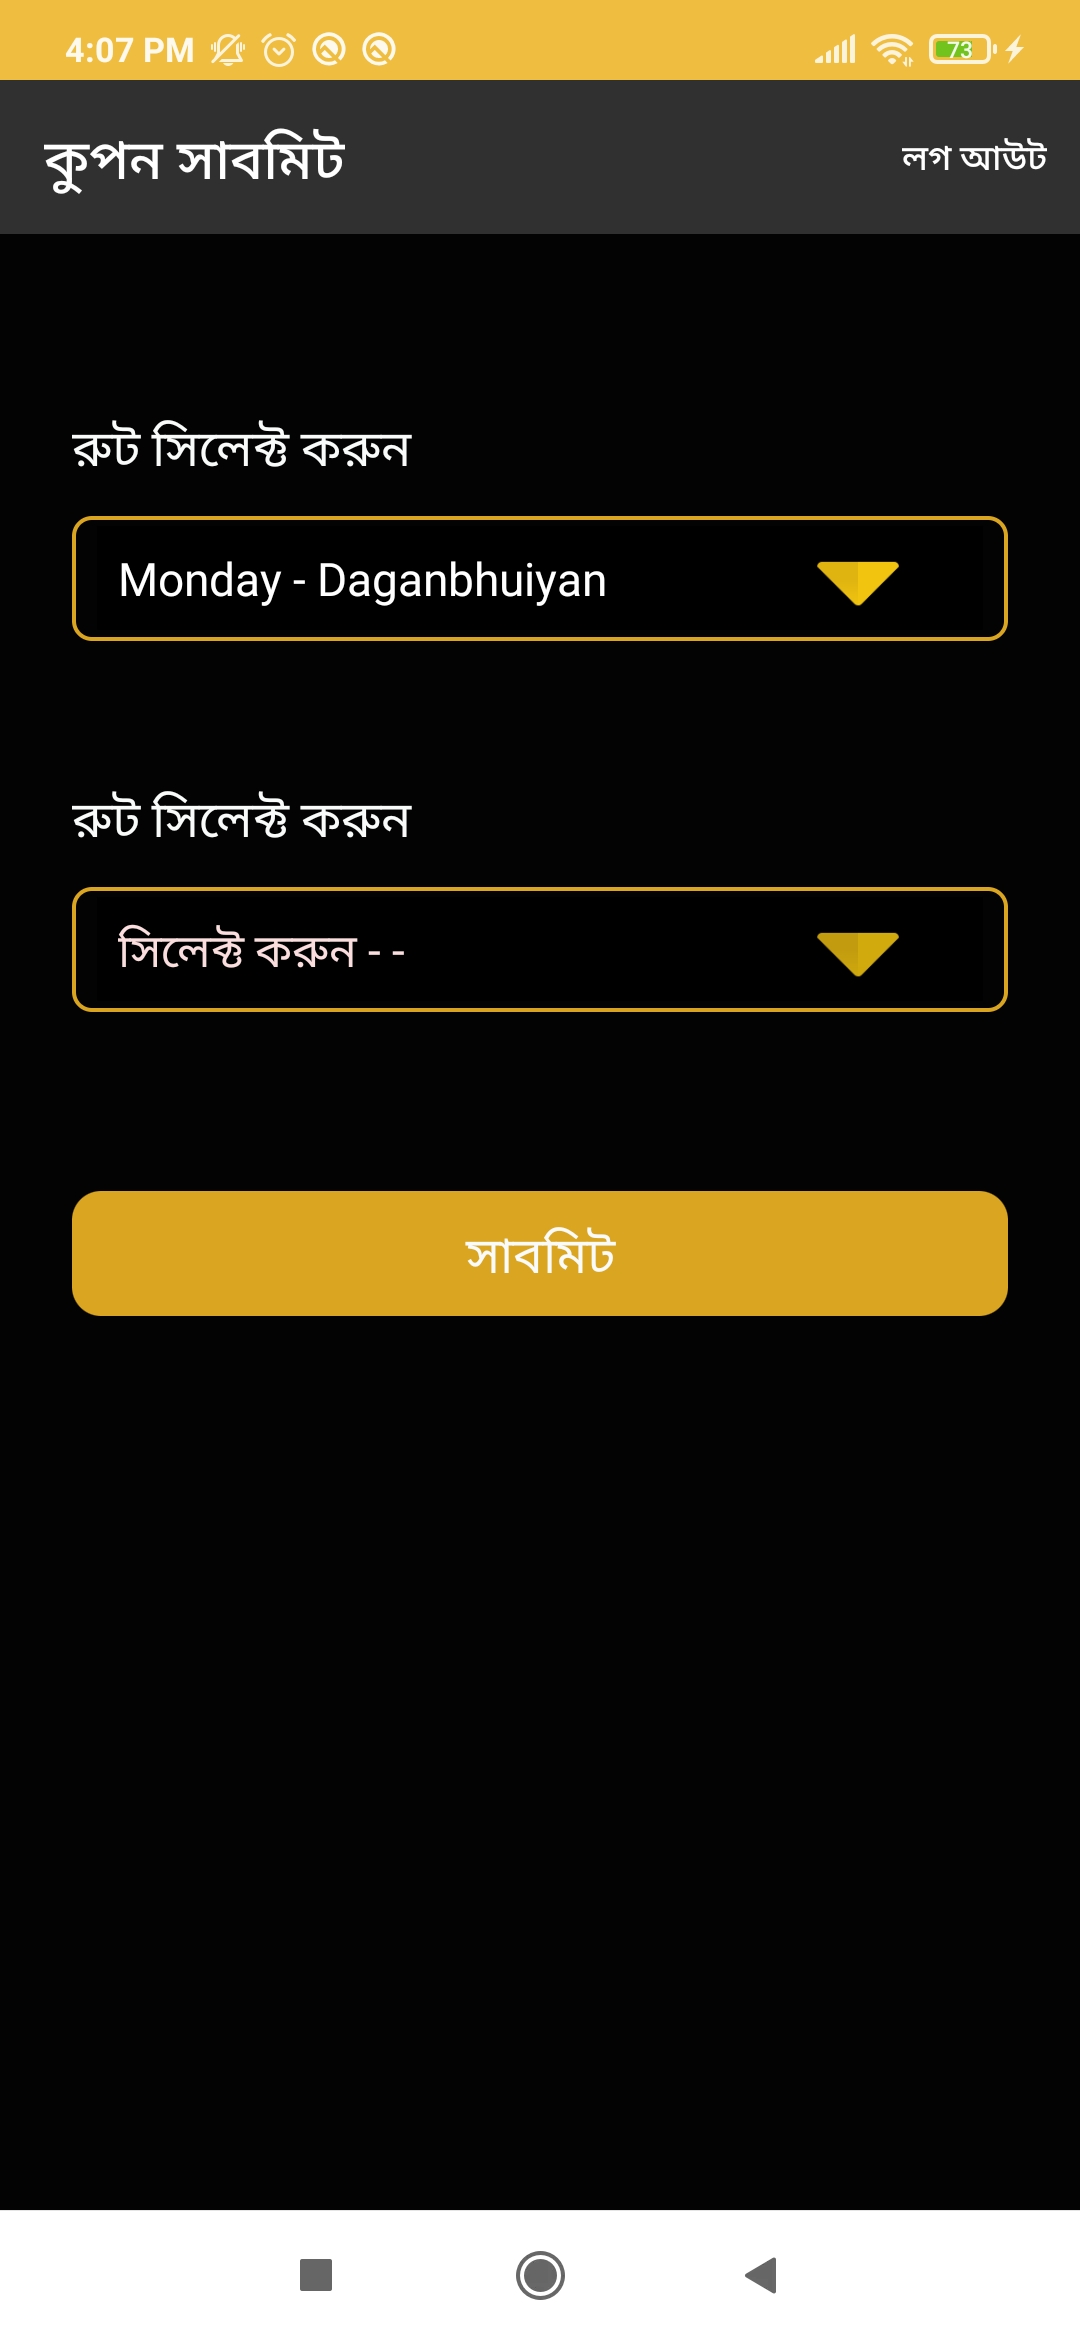 4:07 PM
73
কুপন সাবমিট
লগ আউট
রুট সিলেক্ট করুন
Monday - Daganbhuiyan
রুট সিলেক্ট করুন
সিলেক্ট করুন - -
সাবমিট